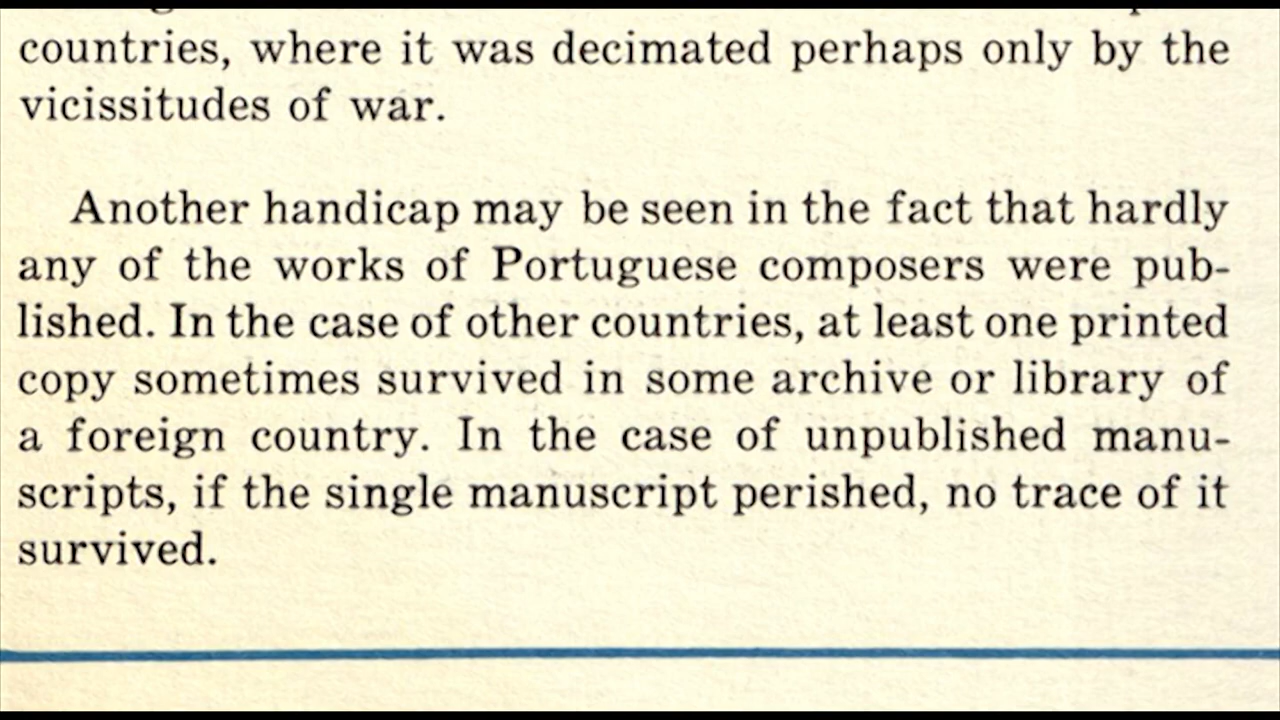 countries, where it was decimated perhaps only by the
vicissitudes of war.
Another handicap may be seen in the fact that hardly
any of the works of Portuguese composers were pub-
lished. In the case of other countries, at least one printed
copy sometimes survived in some archive or library of
a foreign country. In the case of unpublished manu-
scripts, if the single manuscript perished, no trace of it
survived.